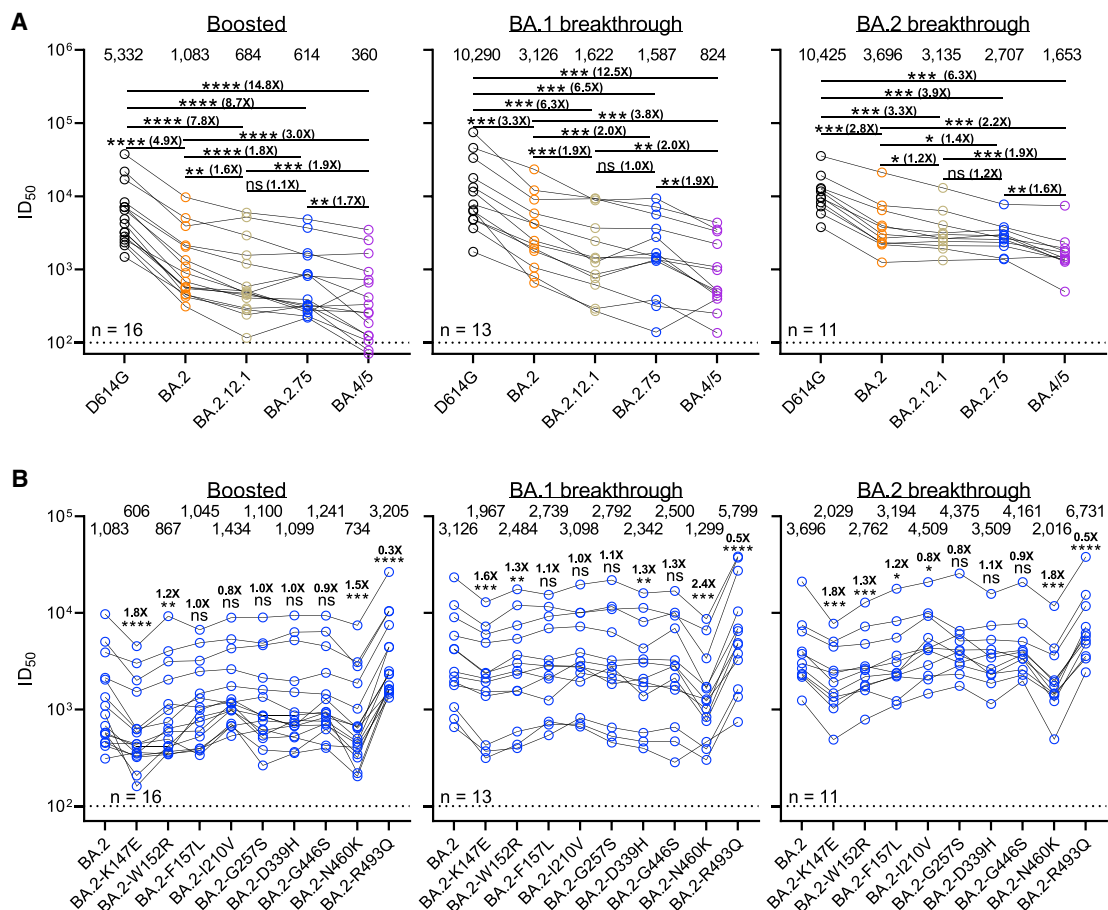 A
Boosted
BA.1 breakthrough
BA.2 breakthrough
5,332 1,083 684 614 360
10,290 3,126 1,622 1,587 824
10,425 3,696 3,135 2,707 1,653
**** (14.8X)
**** (8.7X)
**** (7.8X)
**** (4.9X)
**** (3.0X)
**** (1.8X)
*** (1.9X)
** (1.6X)
ns (1.1X)
** (1.7X)
*** (12.5X)
*** (6.5X)
*** (6.3X)
*** (3.3X)
*** (3.8X)
*** (2.0X)
** (2.0X)
*** (1.9X)
ns (1.0X)
** (1.9X)
*** (6.3X)
*** (3.9X)
*** (3.3X)
*** (2.8X)
*** (2.2X)
* (1.4X)
*** (1.9X)
* (1.2X)
ns (1.2X)
** (1.6X)
10⁶
10⁵
10⁴
10³
10²
ID₅₀
n = 16
n = 13
n = 11
D614G
BA.2
BA.2.12.1
BA.2.75
BA.4/5
D614G
BA.2
BA.2.12.1
BA.2.75
BA.4/5
D614G
BA.2
BA.2.12.1
BA.2.75
BA.4/5
B
Boosted
BA.1 breakthrough
BA.2 breakthrough
606 1,045 1,100 1,241 3,205
1,083 867 1,434 1,099 734
1,967 2,739 2,792 2,500 5,799
3,126 2,484 3,098 2,342 1,299
2,029 3,194 4,375 4,161 6,731
3,696 2,762 4,509 3,509 2,016
1.8X 1.2X 1.0X 0.8X 1.0X 1.0X 0.9X 1.5X 0.3X
**** ** ns ns ns ns ns *** ****
1.6X 1.3X 1.1X 1.0X 1.1X 1.3X 1.3X 2.4X 0.5X
*** ** ns ns ns ** ns *** ***
1.8X 1.3X 1.2X 0.8X 0.8X 1.1X 0.9X 1.8X 0.5X
*** *** * * ns ns ns *** ****
10⁵
10⁴
10³
10²
ID₅₀
n = 16
n = 13
n = 11
BA.2
BA.2-K147E
BA.2-W152R
BA.2-F157L
BA.2-I210V
BA.2-G257S
BA.2-D339H
BA.2-G446S
BA.2-N460K
BA.2-R493Q
BA.2
BA.2-K147E
BA.2-W152R
BA.2-F157L
BA.2-I210V
BA.2-G257S
BA.2-D339H
BA.2-G446S
BA.2-N460K
BA.2-R493Q
BA.2
BA.2-K147E
BA.2-W152R
BA.2-F157L
BA.2-I210V
BA.2-G257S
BA.2-D339H
BA.2-G446S
BA.2-N460K
BA.2-R493Q